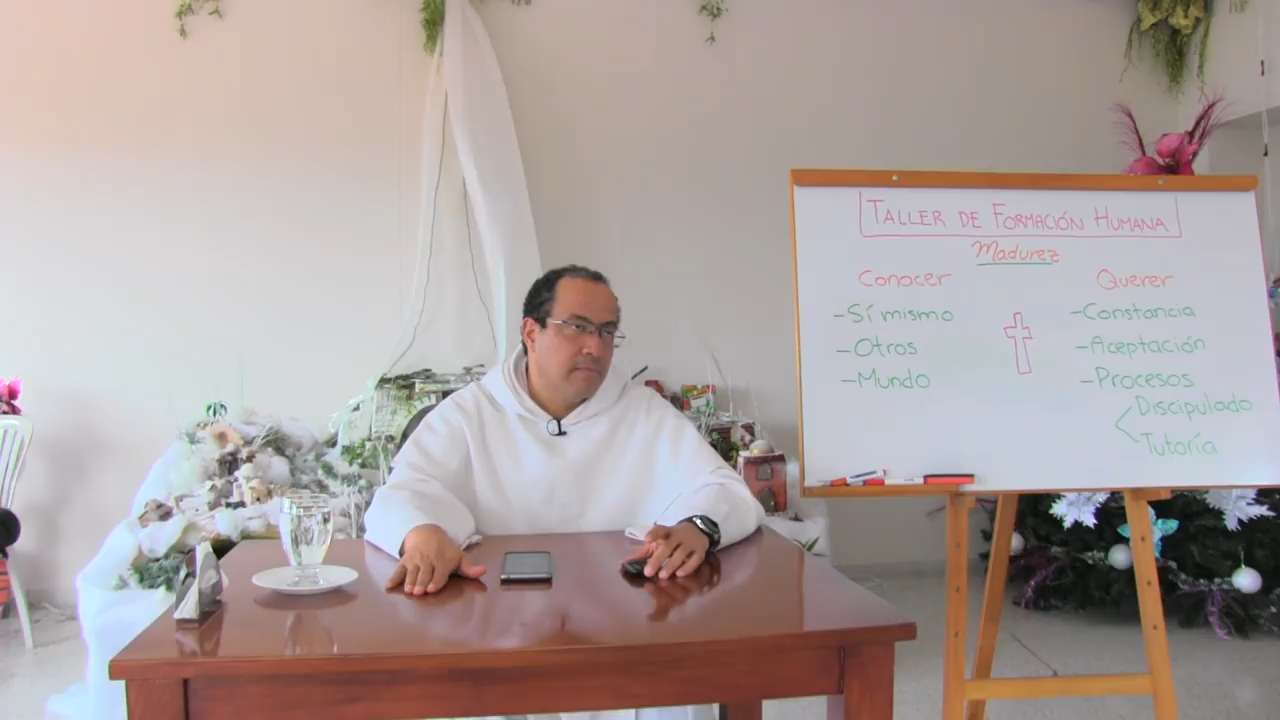 TALLER DE FORMACIÓN HUMANA
Madurez
Conocer
-Sí mismo
-Otros
-Mundo
Querer
-Constancia
-Aceptación
-Procesos
Discipulado
-Tutoría